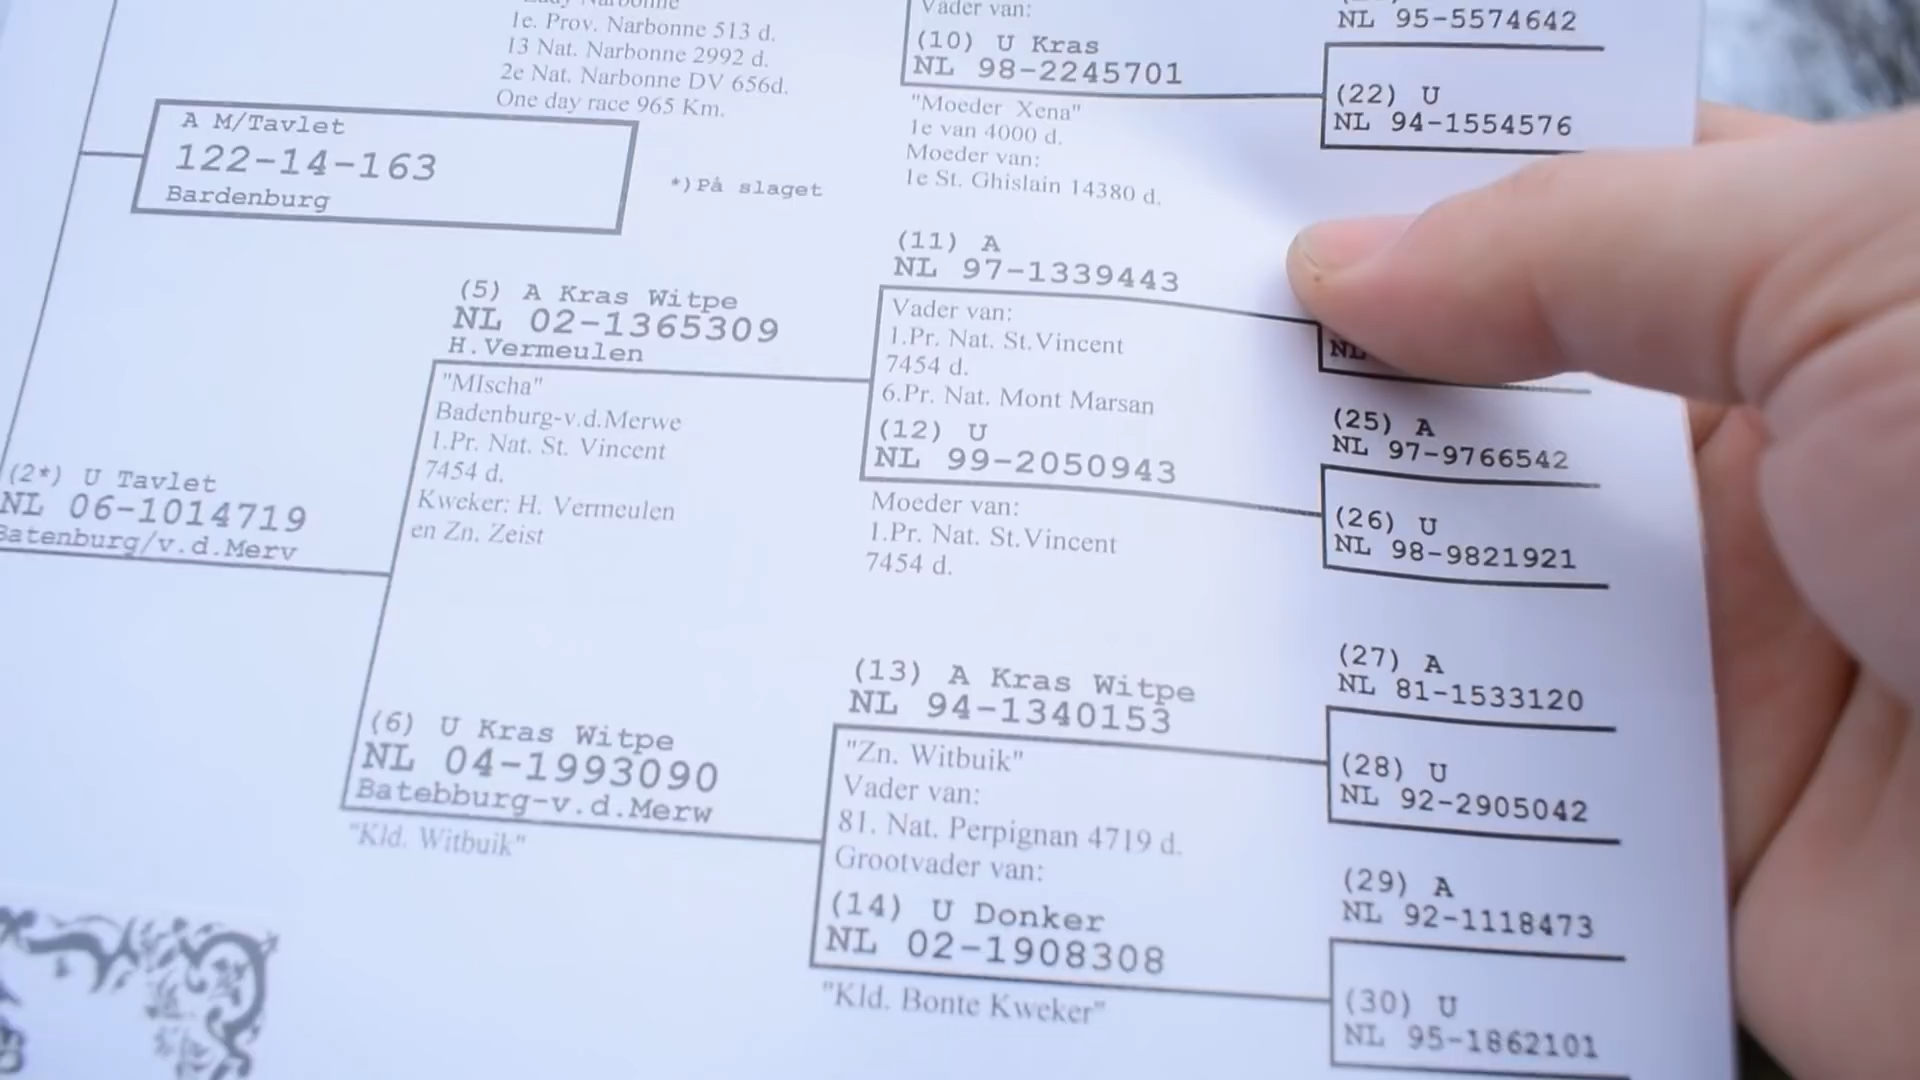 1e. Prov. Narbonne 513 d.
13 Nat. Narbonne 2992 d.
2e Nat. Narbonne DV 656d.
One day race 965 Km.
A M/Tavlet
122-14-163
Bardenburg
*)På slaget
(2*) U Tavlet
NL 06-1014719
Batenburg/v.d.Merv
(5) A Kras Witpe
NL 02-1365309
H.Vermeulen
"MIscha"
Badenburg-v.d.Merwe
1.Pr. Nat. St. Vincent
7454 d.
Kweker: H. Vermeulen
en Zn. Zeist
(6) U Kras Witpe
NL 04-1993090
Batebburg-v.d.Merw
"Kld. Witbuik"
Vader van:
(10) U Kras
NL 98-2245701
"Moeder Xena"
1e van 4000 d.
Moeder van:
1e St. Ghislain 14380 d.
(11) A
NL 97-1339443
Vader van:
1.Pr. Nat. St.Vincent
7454 d.
6.Pr. Nat. Mont Marsan
(12) U
NL 99-2050943
Moeder van:
1.Pr. Nat. St.Vincent
7454 d.
(13) A Kras Witpe
NL 94-1340153
"Zn. Witbuik"
Vader van:
81. Nat. Perpignan 4719 d.
Grootvader van:
(14) U Donker
NL 02-1908308
"Kld. Bonte Kweker"
NL 95-5574642
(22) U
NL 94-1554576
NL
(25) A
NL 97-9766542
(26) U
NL 98-9821921
(27) A
NL 81-1533120
(28) U
NL 92-2905042
(29) A
NL 92-1118473
(30) U
NL 95-1862101